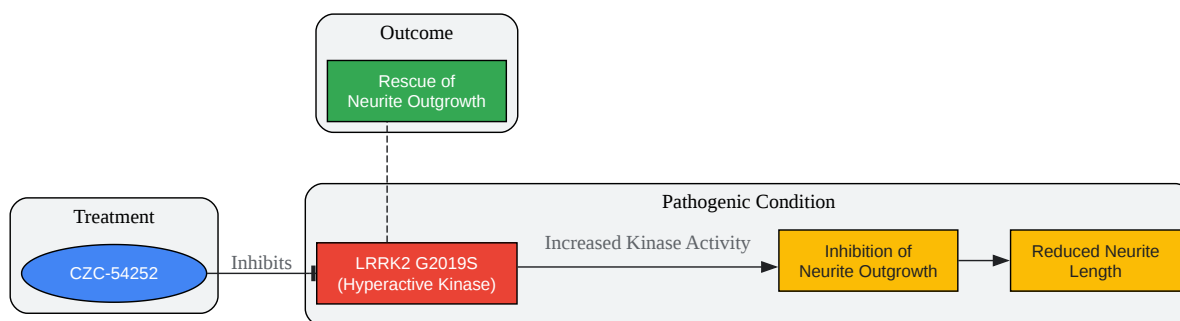 Outcome
Rescue of
Neurite Outgrowth
Treatment
CZC-54252
Inhibits
Pathogenic Condition
LRRK2 G2019S
(Hyperactive Kinase)
Increased Kinase Activity
Inhibition of
Neurite Outgrowth
Reduced Neurite
Length